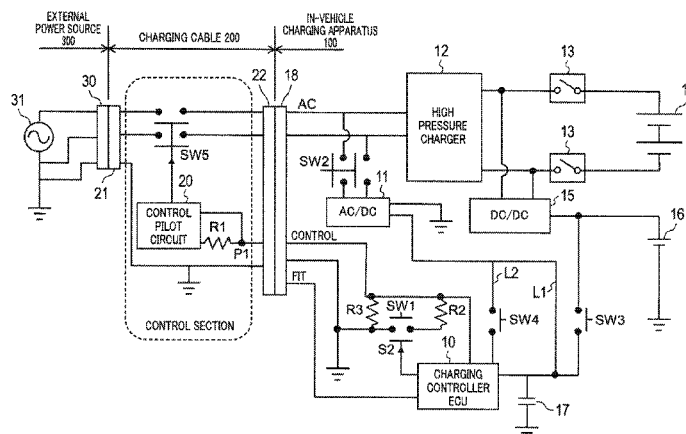 EXTERNAL
POWER SOURCE
300
CHARGING CABLE 200
IN-VEHICLE
CHARGING APPARATUS
100
12
13
30
22
18
31
AC
HIGH
PRESSURE
CHARGER
13
SW5
SW2
11
21
20
AC/DC
15
DC/DC
16
CONTROL
PILOT
CIRCUIT
R1
P1
CONTROL
L2
L1
FIT
SW1
R3
R2
SW4
SW3
CONTROL SECTION
S2
10
CHARGING
CONTROLLER
ECU
17